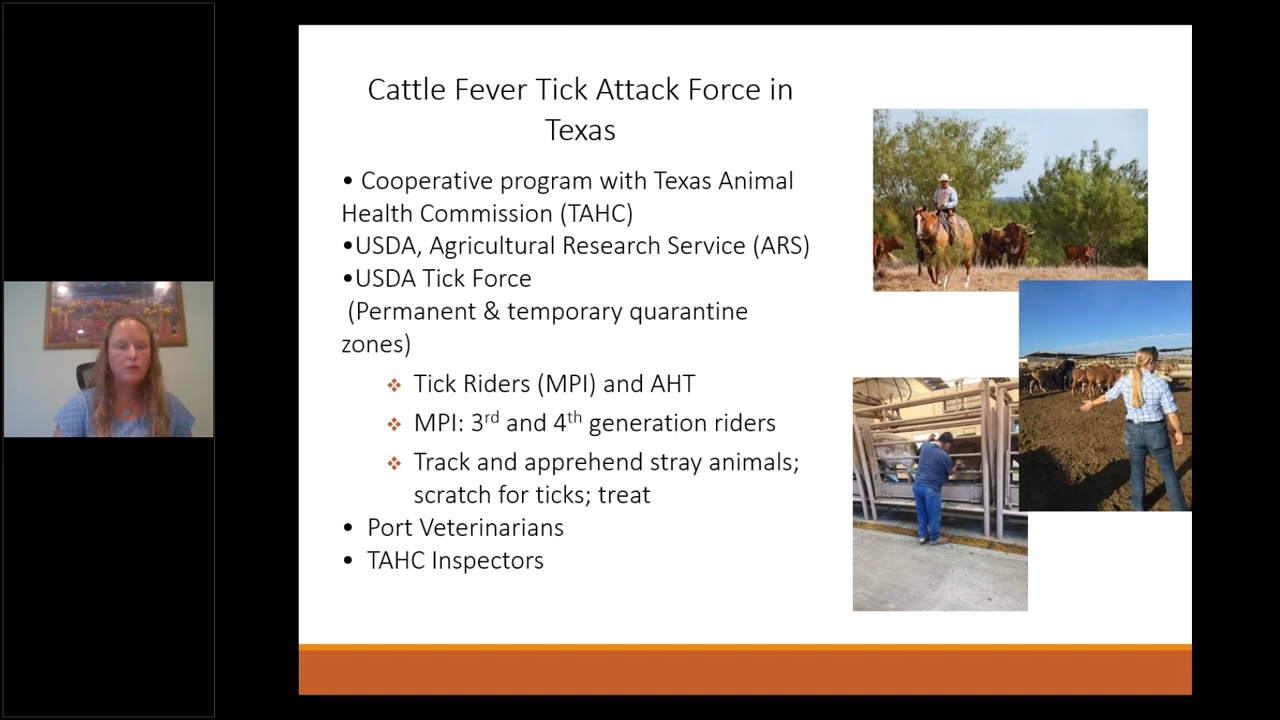 Cattle Fever Tick Attack Force in
Texas
• Cooperative program with Texas Animal
Health Commission (TAHC)
•USDA, Agricultural Research Service (ARS)
•USDA Tick Force
(Permanent & temporary quarantine
zones)
❖ Tick Riders (MPI) and AHT
❖ MPI: 3rd and 4th generation riders
❖ Track and apprehend stray animals;
scratch for ticks; treat
• Port Veterinarians
• TAHC Inspectors